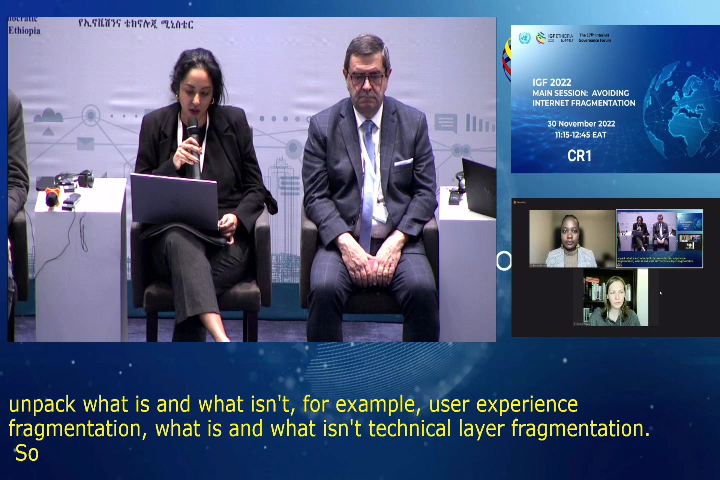 ocratic
Ethiopia
የኢኖቬሽንና ቴክኖሎጂ ሚኒስቴር
IGF 2022
MAIN SESSION: AVOIDING
INTERNET FRAGMENTATION
30 November 2022
11:15-12:45 EAT
CR1
unpack what is and what isn't, for example, user experience
fragmentation, what is and what isn't technical layer fragmentation.
So